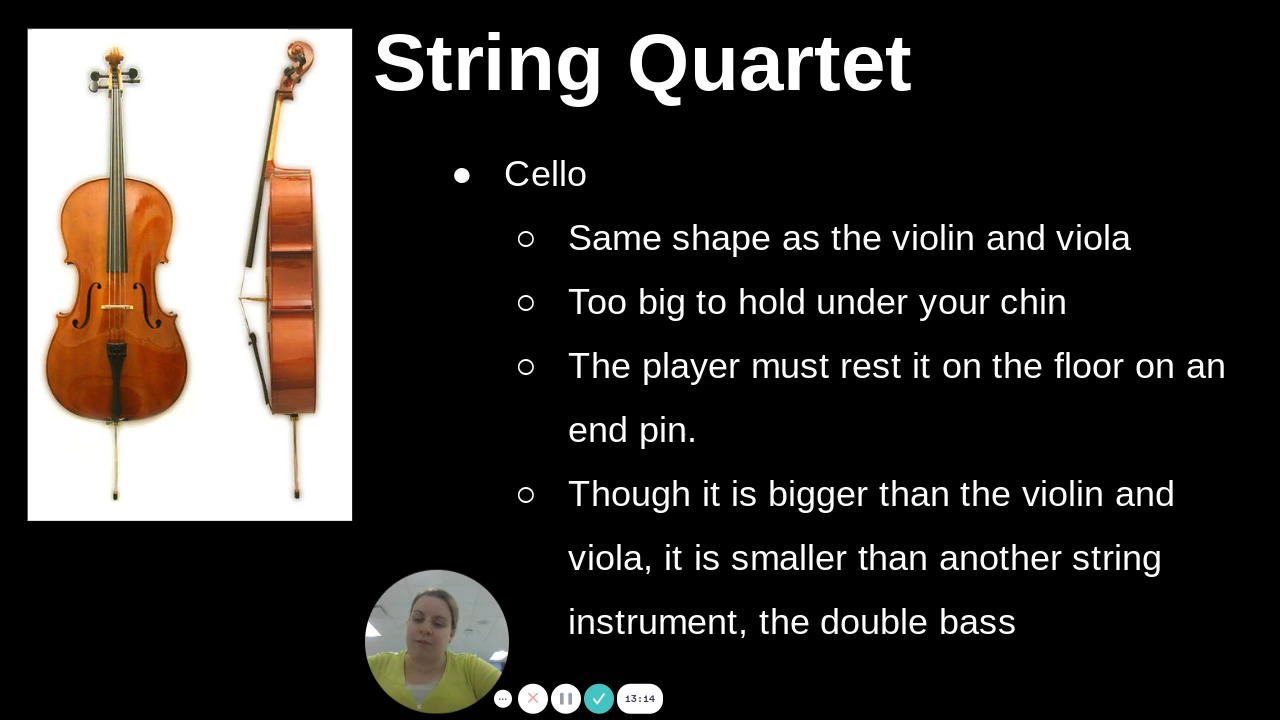 String Quartet
● Cello
○ Same shape as the violin and viola
○ Too big to hold under your chin
○ The player must rest it on the floor on an
end pin.
○ Though it is bigger than the violin and
viola, it is smaller than another string
instrument, the double bass
13:14